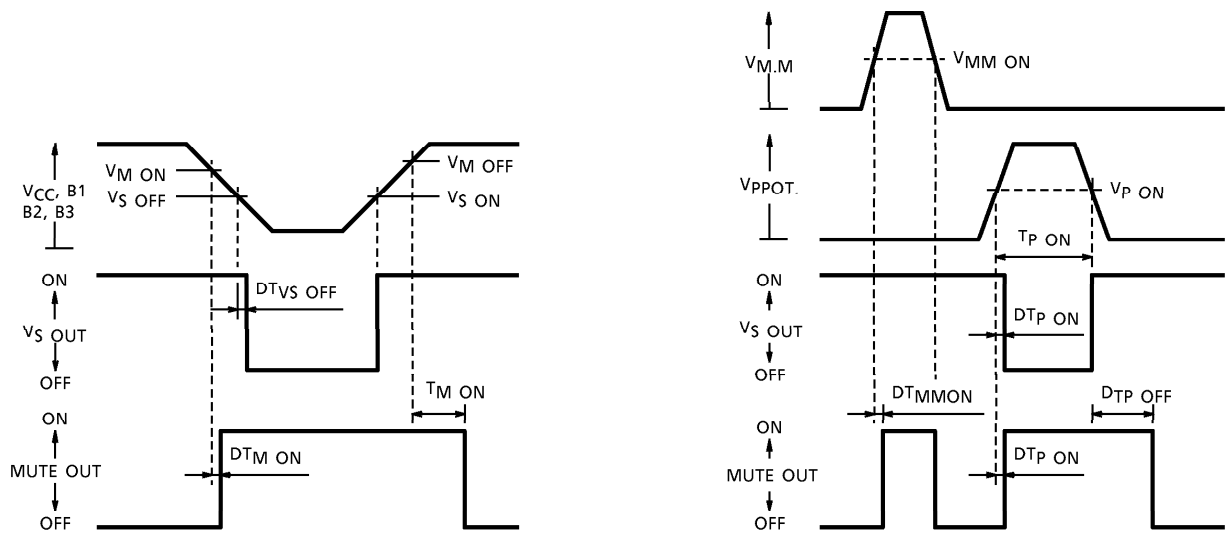 VM ON
VS OFF
VM OFF
VS ON
VCC, B1
B2, B3
ON
VS OUT
OFF
DTVS OFF
TM ON
ON
MUTE OUT
OFF
DTM ON
VM.M
VMM ON
VPPOT.
VP ON
TP ON
ON
VS OUT
OFF
DTP ON
DTMMON
DTP OFF
ON
MUTE OUT
OFF
DTP ON